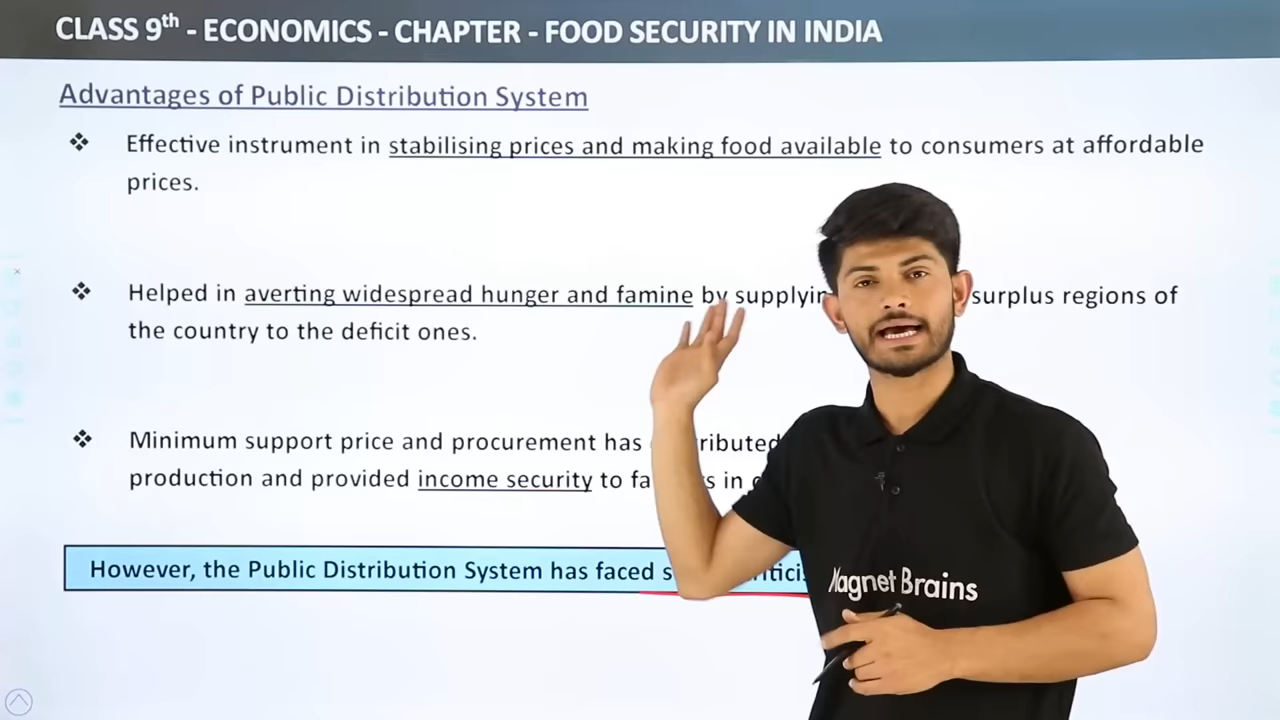 CLASS 9th - ECONOMICS - CHAPTER - FOOD SECURITY IN INDIA
Advantages of Public Distribution System
❖ Effective instrument in stabilising prices and making food available to consumers at affordable
prices.
❖ Helped in averting widespread hunger and famine by surplus regions of
the country to the deficit ones.
❖ Minimum support price and procurement has
production and provided income security to in
However, the Public Distribution System has faced
Magnet Brains